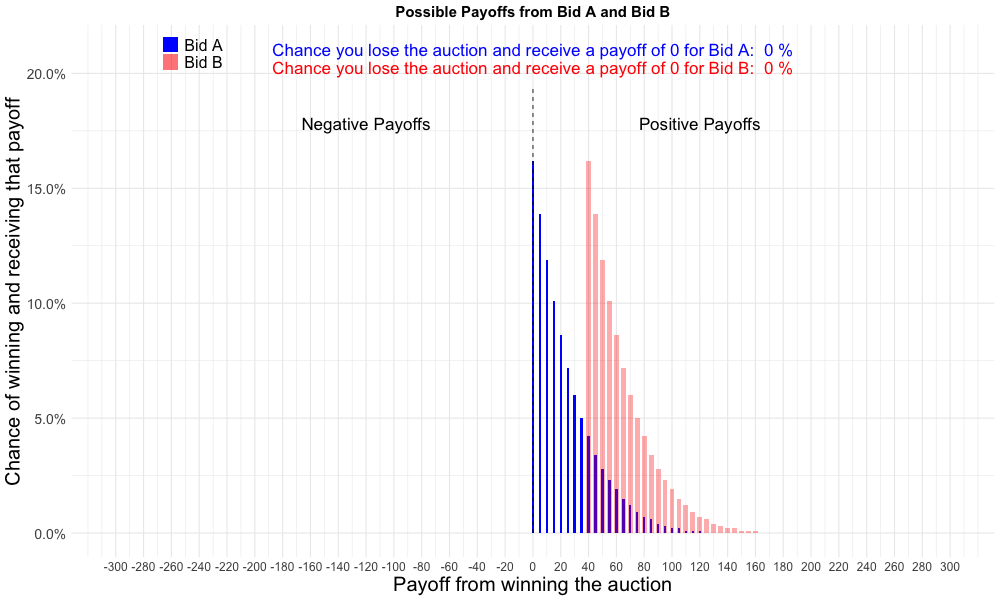 Possible Payoffs from Bid A and Bid B
Bid A
Bid B
Chance you lose the auction and receive a payoff of 0 for Bid A:  0 %
Chance you lose the auction and receive a payoff of 0 for Bid B:  0 %
Negative Payoffs
Positive Payoffs
Chance of winning and receiving that payoff
20.0%
15.0%
10.0%
5.0%
0.0%
-300 -280 -260 -240 -220 -200 -180 -160 -140 -120 -100 -80 -60 -40 -20 0 20 40 60 80 100 120 140 160 180 200 220 240 260 280 300
Payoff from winning the auction